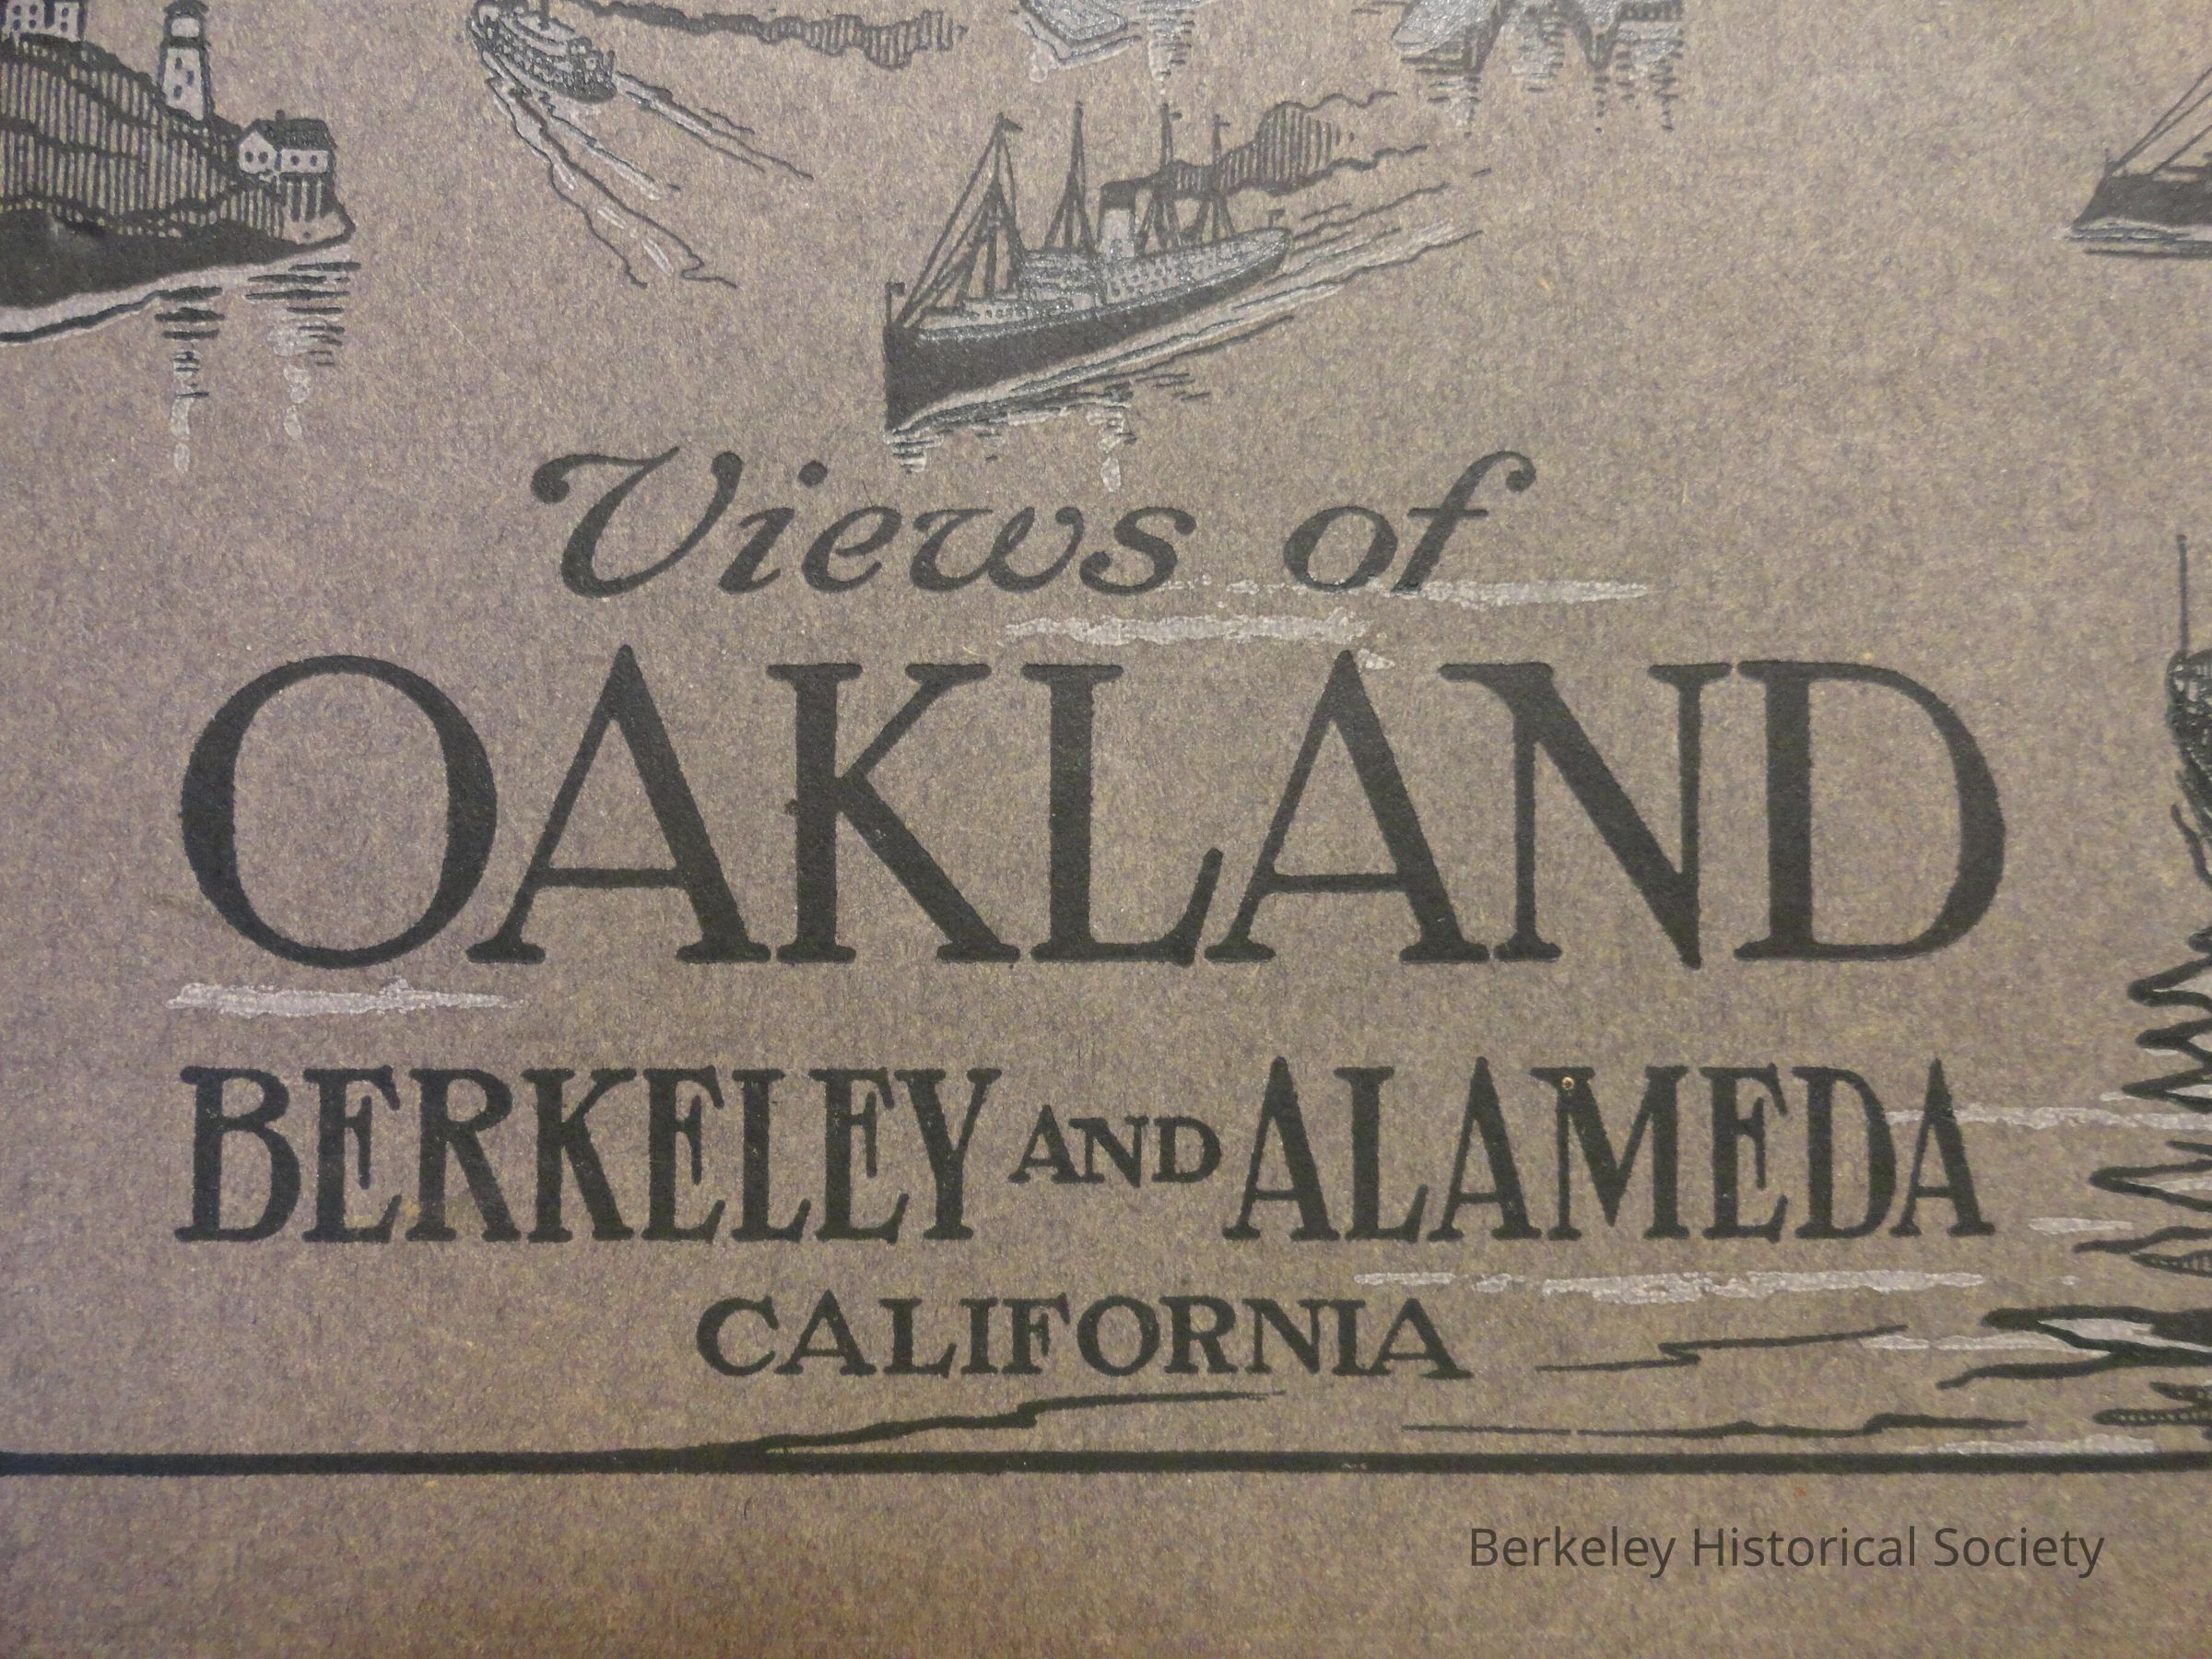 Views of
OAKLAND
BERKELEY AND ALAMEDA
CALIFORNIA
Berkeley Historical Society